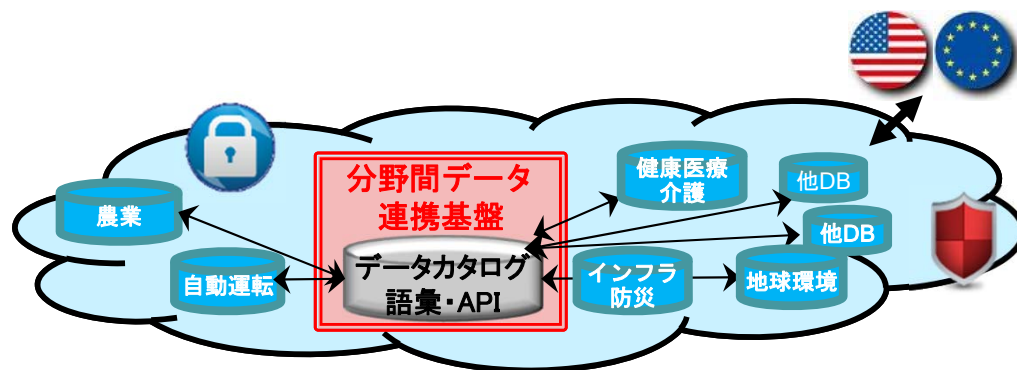 分野間データ
連携基盤
データカタログ
語彙・API
農業
自動運転
健康医療
介護
他DB
他DB
インフラ
防災
地球環境